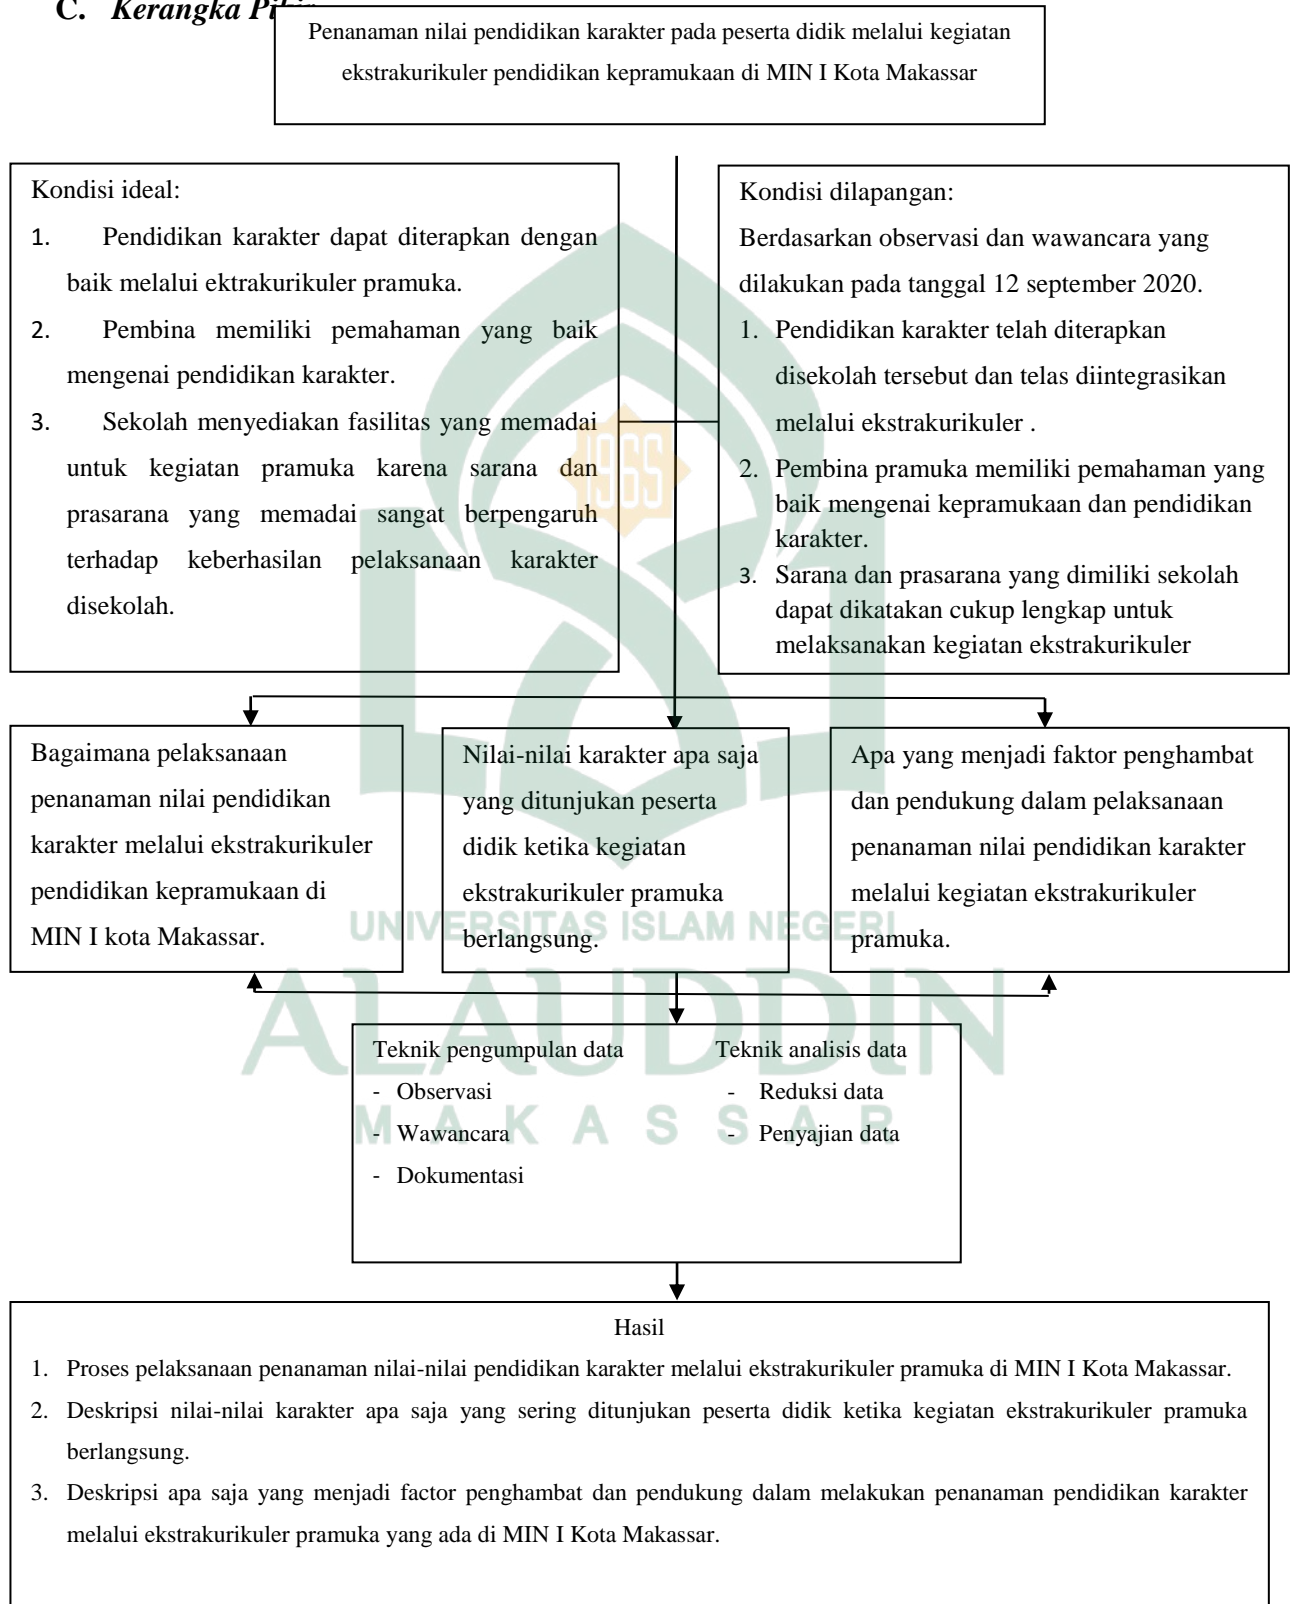 C. Kerangka Pikir
Penanaman nilai pendidikan karakter pada peserta didik melalui kegiatan
ekstrakurikuler pendidikan kepramukaan di MIN I Kota Makassar
Kondisi ideal:
1. Pendidikan karakter dapat diterapkan dengan
baik melalui ektrakurikuler pramuka.
2. Pembina memiliki pemahaman yang baik
mengenai pendidikan karakter.
3. Sekolah menyediakan fasilitas yang memadai
untuk kegiatan pramuka karena sarana dan
prasarana yang memadai sangat berpengaruh
terhadap keberhasilan pelaksanaan karakter
disekolah.
Kondisi dilapangan:
Berdasarkan observasi dan wawancara yang
dilakukan pada tanggal 12 september 2020.
1. Pendidikan karakter telah diterapkan
disekolah tersebut dan telas diintegrasikan
melalui ekstrakurikuler .
2. Pembina pramuka memiliki pemahaman yang
baik mengenai kepramukaan dan pendidikan
karakter.
3. Sarana dan prasarana yang dimiliki sekolah
dapat dikatakan cukup lengkap untuk
melaksanakan kegiatan ekstrakurikuler
1965
Bagaimana pelaksanaan
penanaman nilai pendidikan
karakter melalui ekstrakurikuler
pendidikan kepramukaan di
MIN I kota Makassar.
Nilai-nilai karakter apa saja
yang ditunjukan peserta
didik ketika kegiatan
ekstrakurikuler pramuka
berlangsung.
Apa yang menjadi faktor penghambat
dan pendukung dalam pelaksanaan
penanaman nilai pendidikan karakter
melalui kegiatan ekstrakurikuler
pramuka.
UNIVERSITAS ISLAM NEGERI
ALAUDDIN
MAKASSAR
Teknik pengumpulan data
- Observasi
- Wawancara
- Dokumentasi
Teknik analisis data
- Reduksi data
- Penyajian data
Hasil
1. Proses pelaksanaan penanaman nilai-nilai pendidikan karakter melalui ekstrakurikuler pramuka di MIN I Kota Makassar.
2. Deskripsi nilai-nilai karakter apa saja yang sering ditunjukan peserta didik ketika kegiatan ekstrakurikuler pramuka
berlangsung.
3. Deskripsi apa saja yang menjadi factor penghambat dan pendukung dalam melakukan penanaman pendidikan karakter
melalui ekstrakurikuler pramuka yang ada di MIN I Kota Makassar.